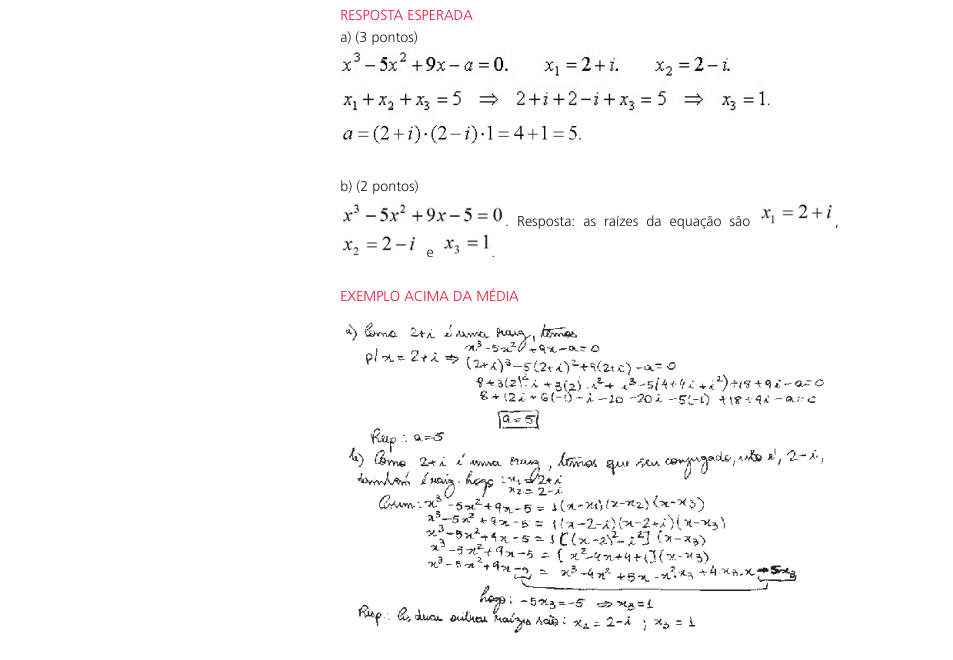 RESPOSTA ESPERADA
a) (3 pontos)
x³ − 5x² + 9x − a = 0. x₁ = 2 + i. x₂ = 2 − i.
x₁ + x₂ + x₃ = 5 ⇒ 2 + i + 2 − i + x₃ = 5 ⇒ x₃ = 1.
a = (2 + i)·(2 − i)·1 = 4 + 1 = 5.
b) (2 pontos)
x³ − 5x² + 9x − 5 = 0. Resposta: as raízes da equação são x₁ = 2 + i,
x₂ = 2 − i e x₃ = 1.
EXEMPLO ACIMA DA MÉDIA
a) Como 2+i é uma raiz, temos
x³ - 5x² + 9x - a = 0
p/ x = 2+i ⇒ (2+i)³ - 5(2+i)² + 9(2+i) - a = 0
8 + 3(2)²·i + 3(2)·i² + i³ - 5(4+4i+i²) + 18 + 9i - a = 0
8 + 12i + 6(-1) - i - 20 - 20i - 5(-1) + 18 + 9i - a = 0
a = 5
Resp: a = 5
b) Como 2+i é uma raiz, temos que seu conjugado, isto é, 2-i,
também é raiz. Logo: x₁ = 2+i
x₂ = 2-i
Assim: x³ - 5x² + 9x - 5 = 1(x-x₁)(x-x₂)(x-x₃)
x³ - 5x² + 9x - 5 = 1(x-2-i)(x-2+i)(x-x₃)
x³ - 5x² + 9x - 5 = 1[(x-2)² - i²](x-x₃)
x³ - 5x² + 9x - 5 = [x² - 4x + 4 + 1](x-x₃)
x³ - 5x² + 9x - 5 = x³ - 4x² + 5x - x²·x₃ + 4x₃·x - 5x₃
Logo: -5x₃ = -5 ⇒ x₃ = 1
Resp: As duas outras raízes são: x₂ = 2-i ; x₃ = 1